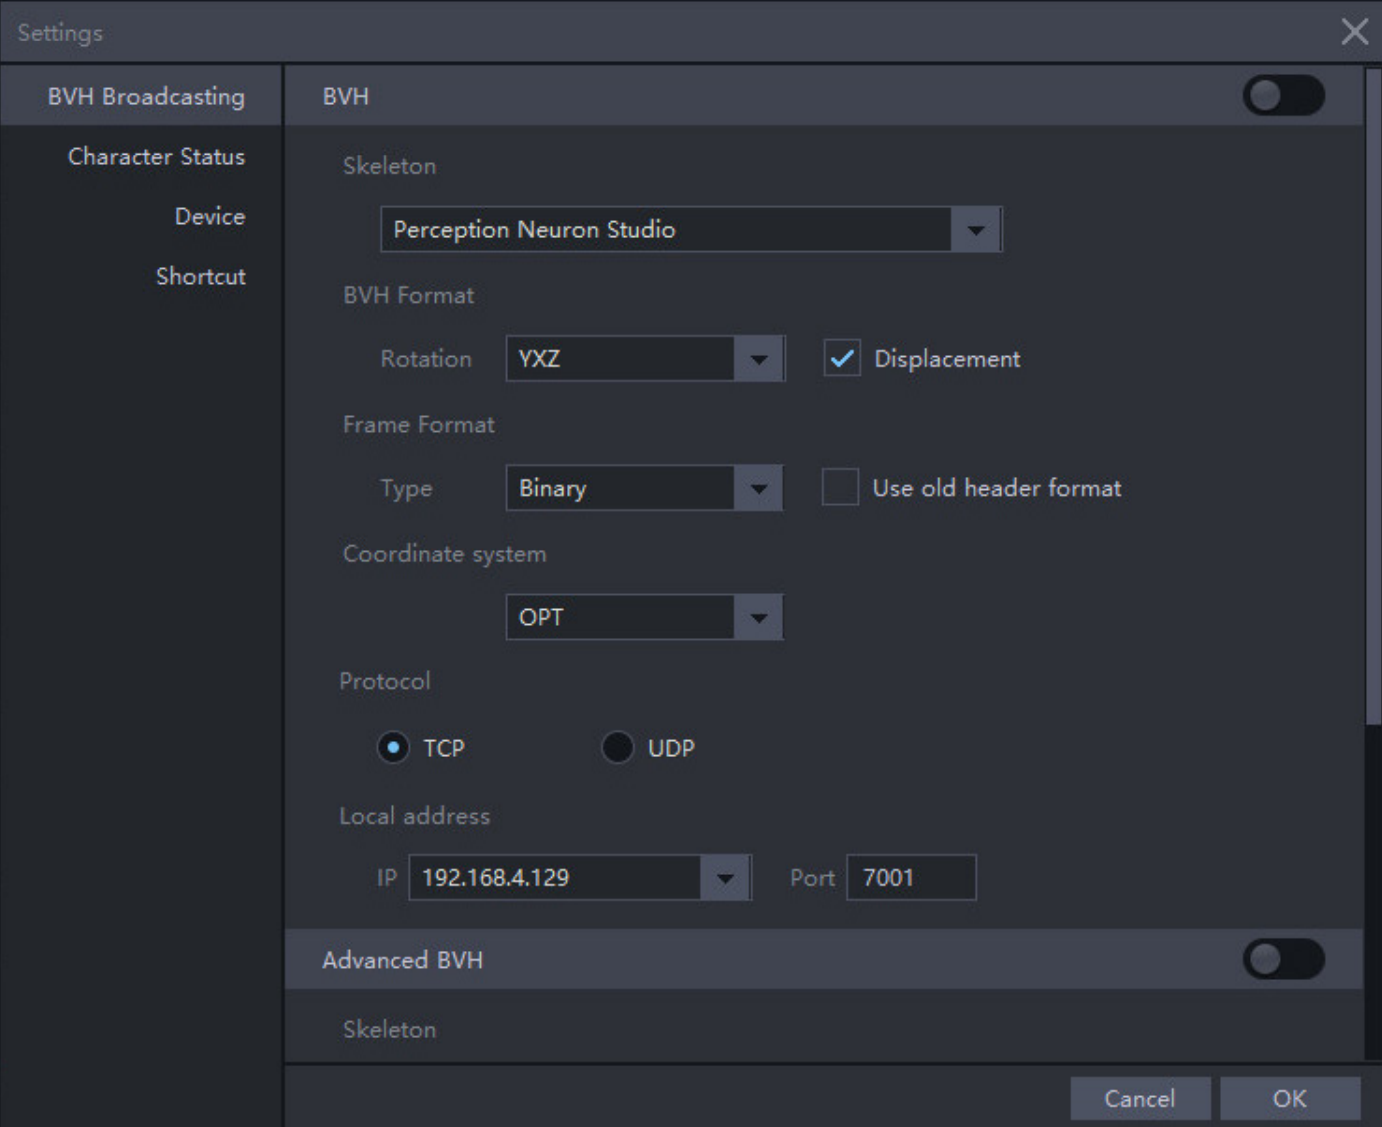 Settings
BVH Broadcasting
Character Status
Device
Shortcut
BVH
Skeleton
Perception Neuron Studio
BVH Format
Rotation YXZ Displacement
Frame Format
Type Binary Use old header format
Coordinate system
OPT
Protocol
TCP UDP
Local address
IP 192.168.4.129 Port 7001
Advanced BVH
Skeleton
Cancel OK